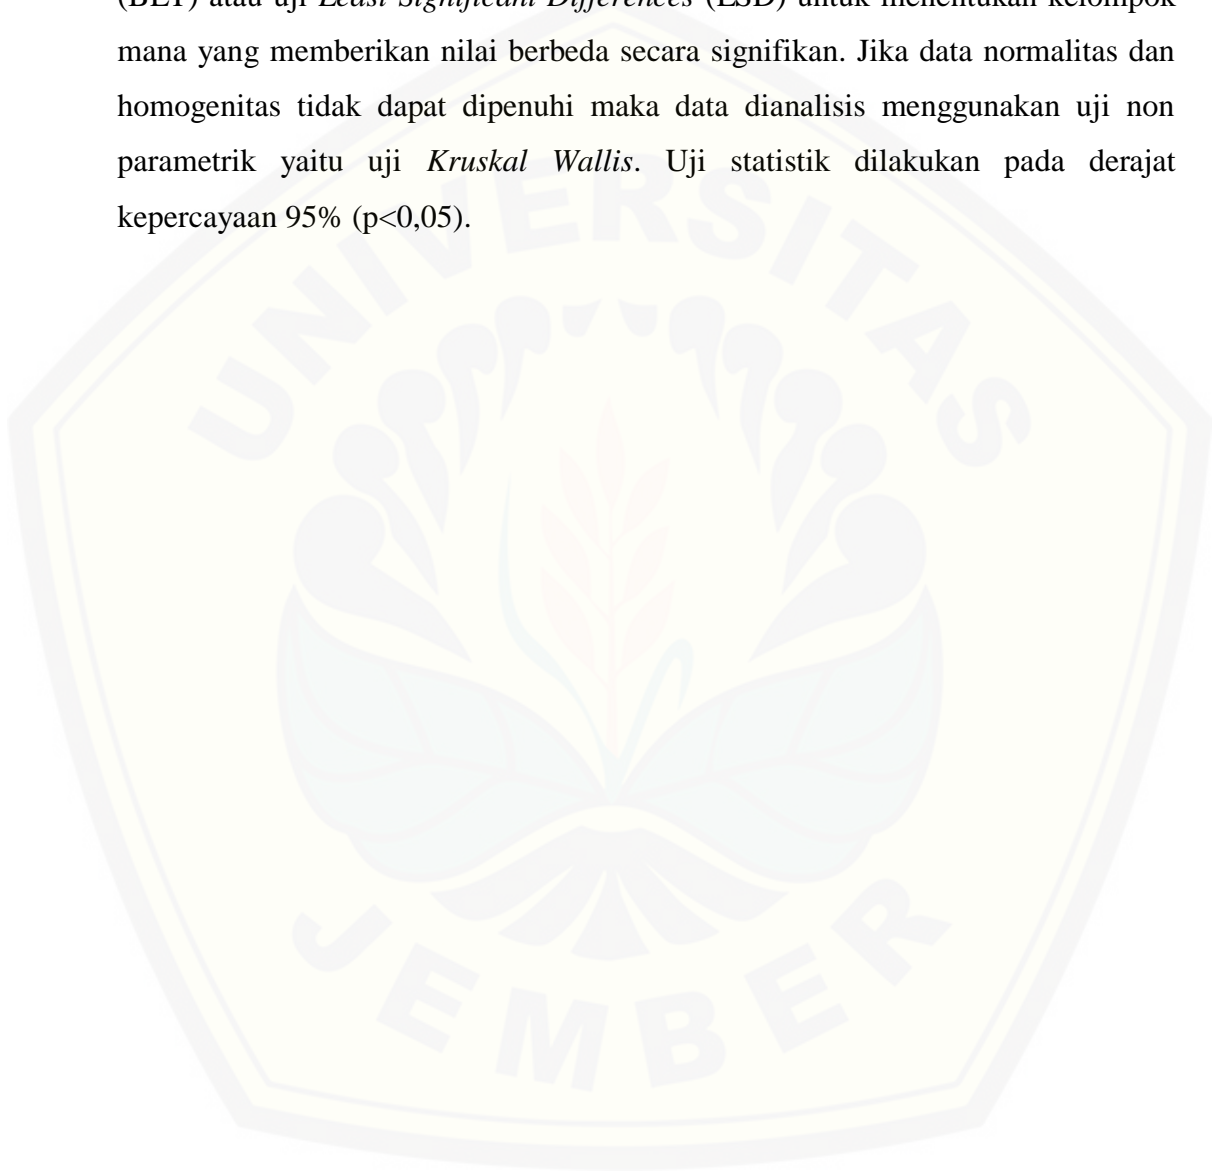 atau uji Least Significant Differences (LSD) untuk menentukan kelompok
mana yang memberikan nilai berbeda secara signifikan. Jika data normalitas dan
homogenitas tidak dapat dipenuhi maka data dianalisis menggunakan uji non
parametrik yaitu uji Kruskal Wallis. Uji statistik dilakukan pada derajat
kepercayaan 95% (p<0,05).
UNIVERSITAS
JEMBER